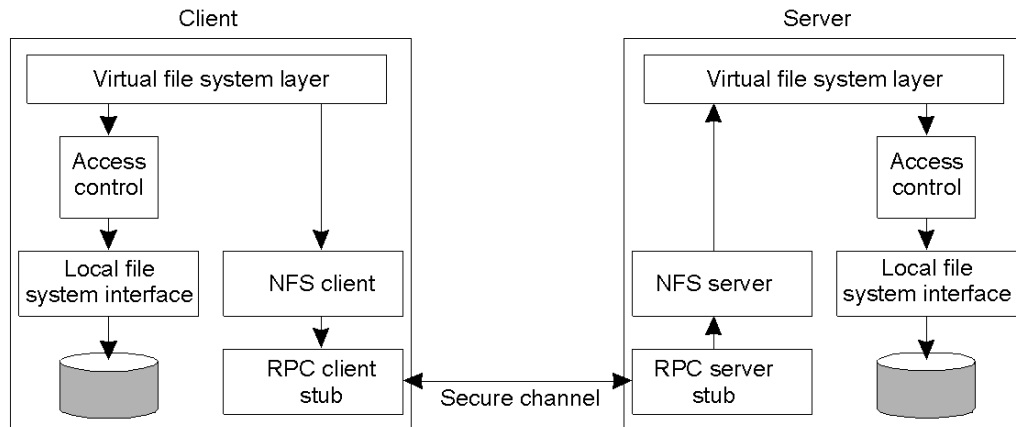 Client
Server
Virtual file system layer
Virtual file system layer
Access
control
Access
control
Local file
system interface
NFS client
NFS server
Local file
system interface
RPC client
stub
Secure channel
RPC server
stub